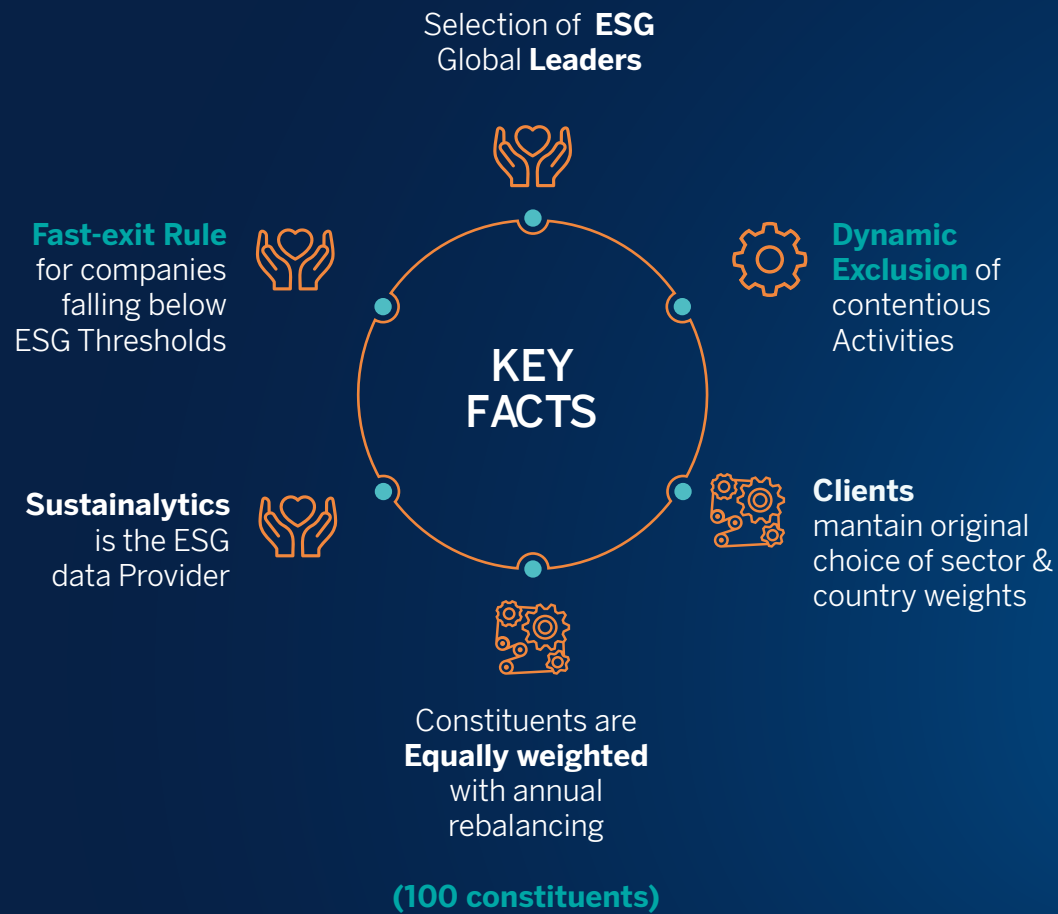 Selection of ESG
Global Leaders
Fast-exit Rule
for companies
falling below
ESG Thresholds
Dynamic
Exclusion of
contentious
Activities
KEY
FACTS
Sustainalytics
is the ESG
data Provider
Clients
mantain original
choice of sector &
country weights
Constituents are
Equally weighted
with annual
rebalancing
(100 constituents)